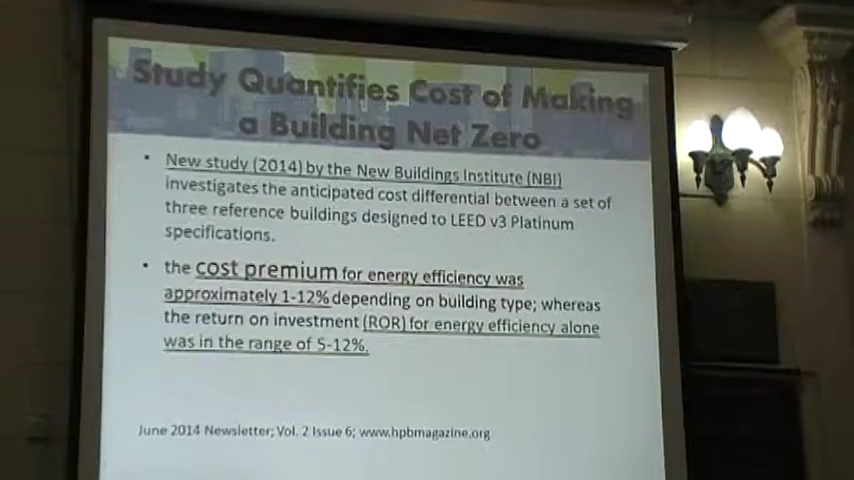 Study Quantifies Cost of Making
a Building Net Zero
• New study (2014) by the New Buildings Institute (NBI)
investigates the anticipated cost differential between a set of
three reference buildings designed to LEED v3 Platinum
specifications.
• the cost premium for energy efficiency was
approximately 1-12% depending on building type; whereas
the return on investment (ROR) for energy efficiency alone
was in the range of 5-12%.
June 2014 Newsletter; Vol. 2 Issue 6; www.hpbmagazine.org